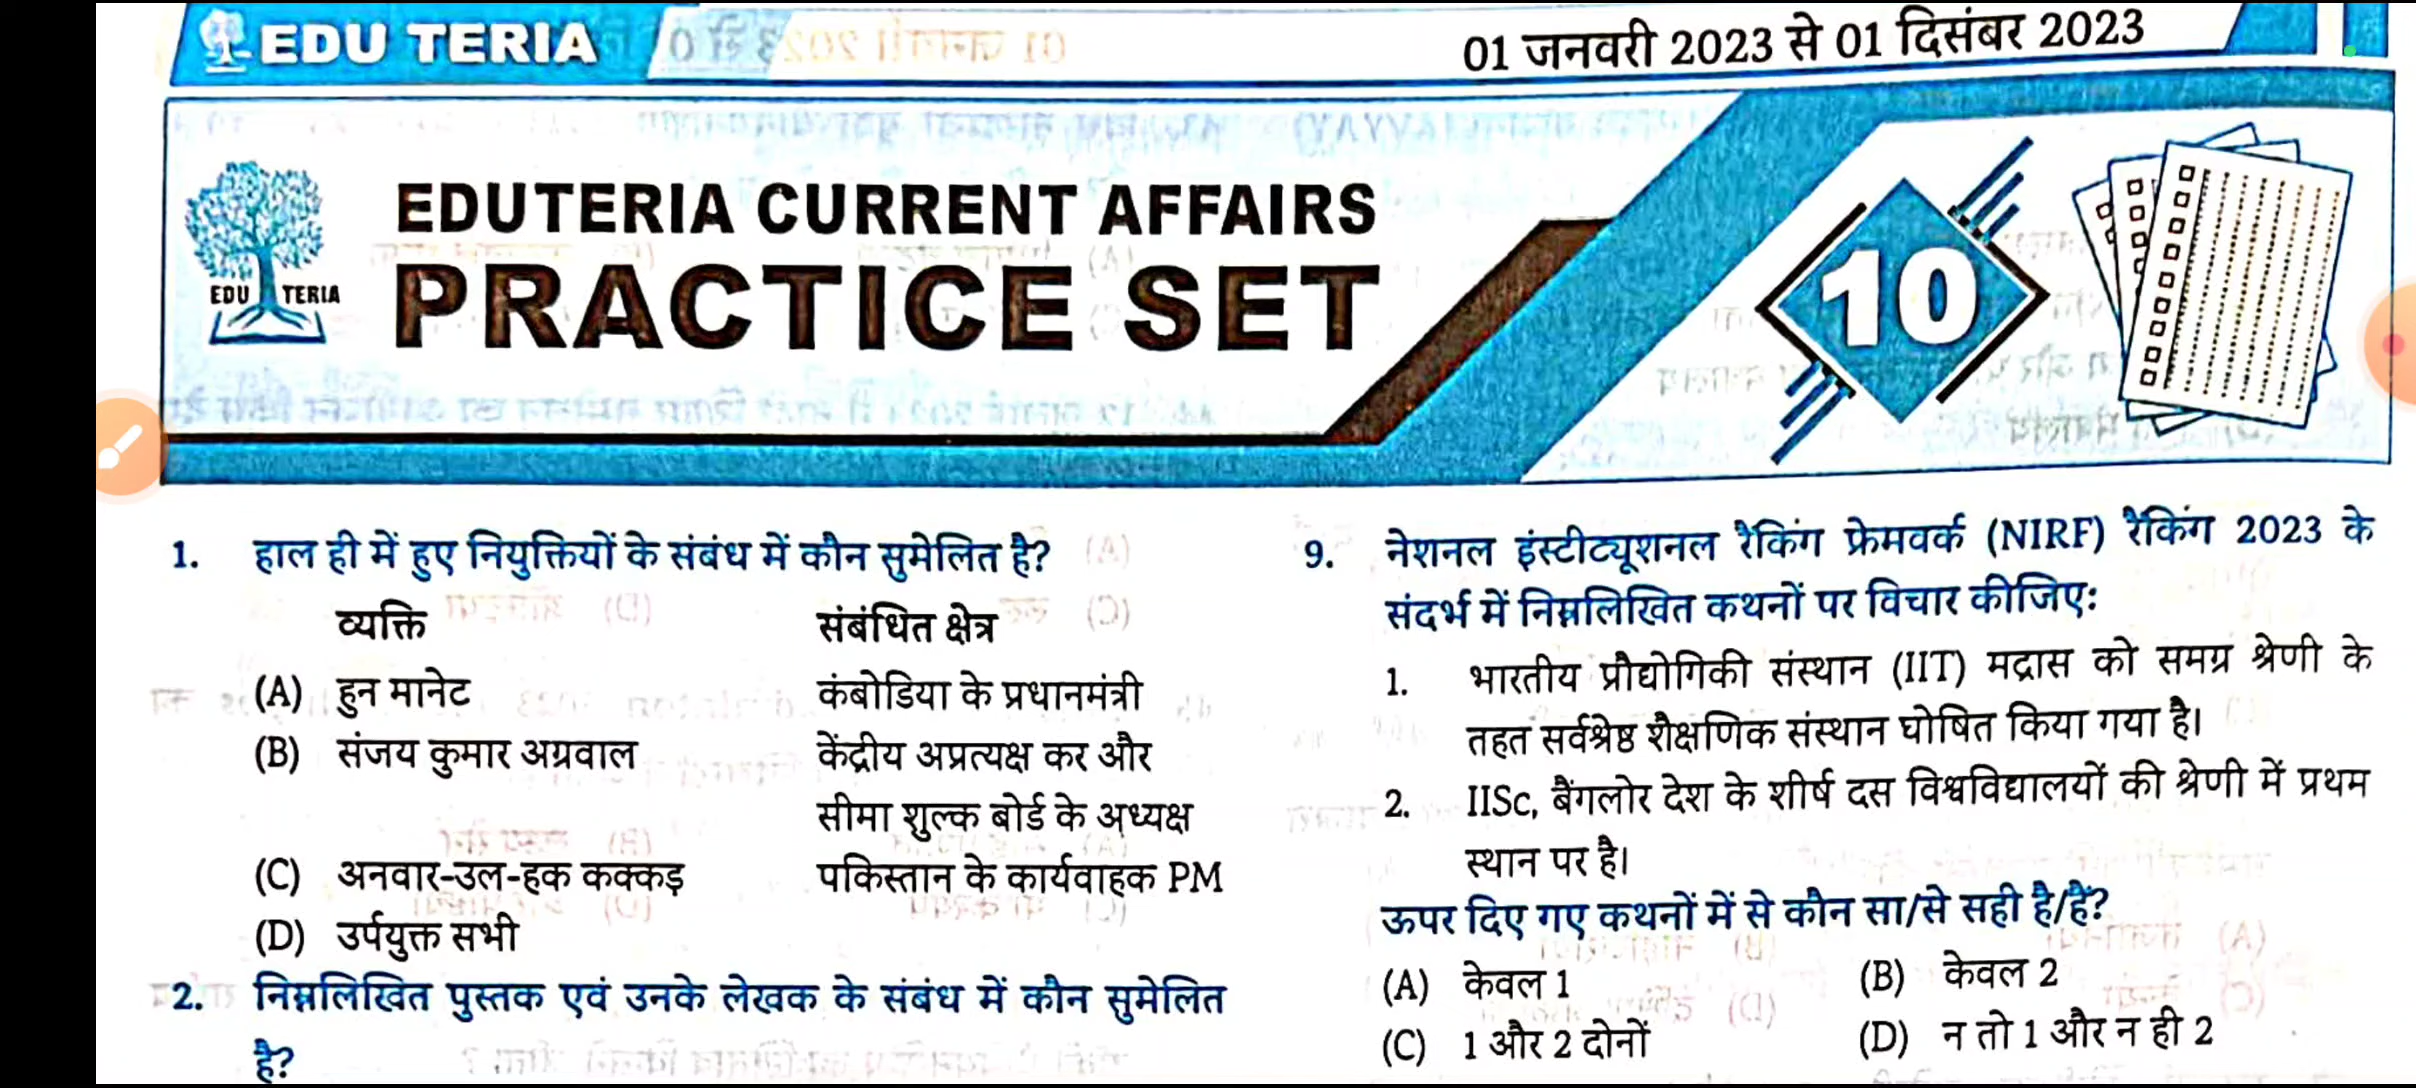 EDU TERIA
01 जनवरी 2023 से 01 दिसंबर 2023
EDU TERIA
EDUTERIA CURRENT AFFAIRS
PRACTICE SET
10
1. हाल ही में हुए नियुक्तियों के संबंध में कौन सुमेलित है?
व्यक्ति संबंधित क्षेत्र
(A) हुन मानेट कंबोडिया के प्रधानमंत्री
(B) संजय कुमार अग्रवाल केंद्रीय अप्रत्यक्ष कर और
सीमा शुल्क बोर्ड के अध्यक्ष
(C) अनवार-उल-हक कक्कड़ पकिस्तान के कार्यवाहक PM
(D) उर्पयुक्त सभी
2. निम्नलिखित पुस्तक एवं उनके लेखक के संबंध में कौन सुमेलित
है?
9. नेशनल इंस्टीट्यूशनल रैंकिंग फ्रेमवर्क (NIRF) रैंकिंग 2023 के
संदर्भ में निम्नलिखित कथनों पर विचार कीजिए:
1. भारतीय प्रौद्योगिकी संस्थान (IIT) मद्रास को समग्र श्रेणी के
तहत सर्वश्रेष्ठ शैक्षणिक संस्थान घोषित किया गया है।
2. IISc, बैंगलोर देश के शीर्ष दस विश्वविद्यालयों की श्रेणी में प्रथम
स्थान पर है।
ऊपर दिए गए कथनों में से कौन सा/से सही है/हैं?
(A) केवल 1 (B) केवल 2
(C) 1 और 2 दोनों (D) न तो 1 और न ही 2